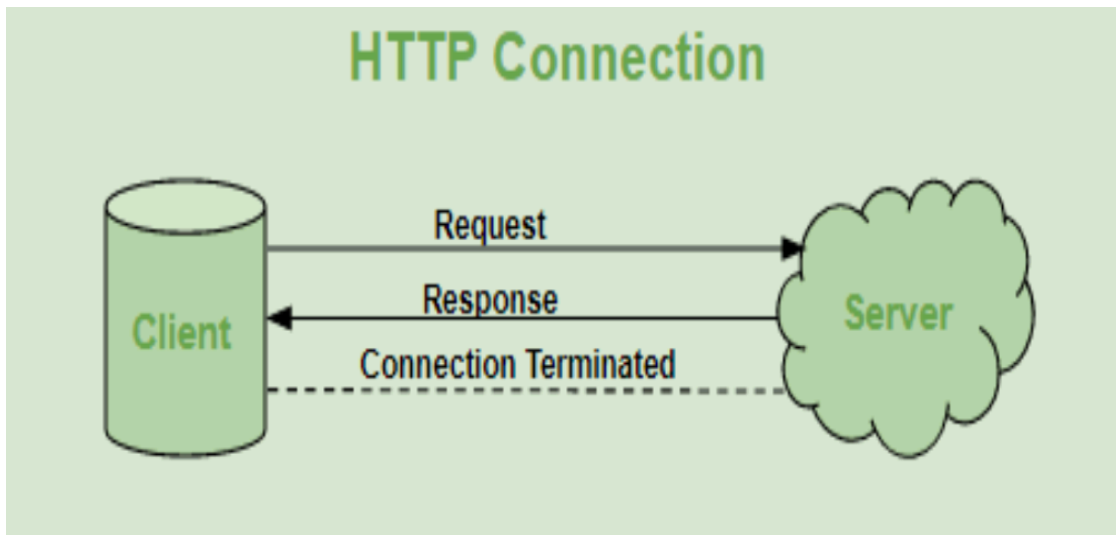 HTTP Connection
Request
Response
Client
Server
Connection Terminated